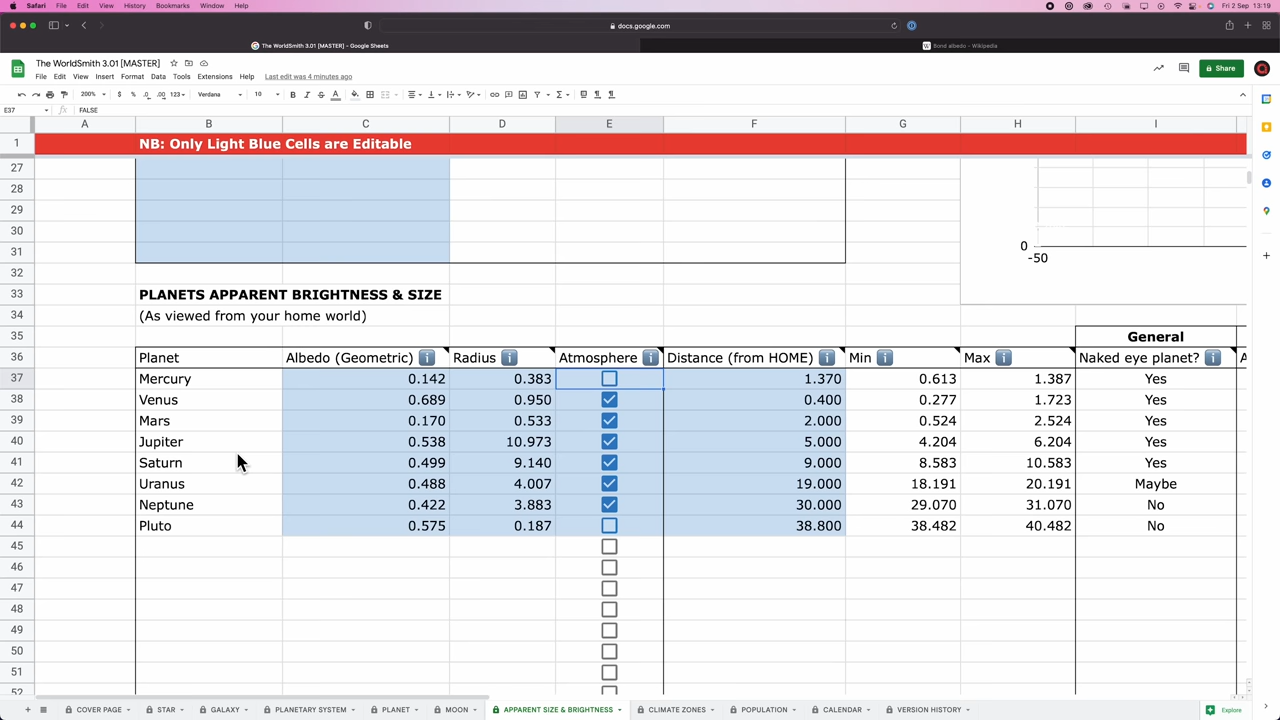 Safari File Edit View History Bookmarks Window Help Fri 2 Sep 13:19
docs.google.com
The WorldSmith 3.01 [MASTER] - Google Sheets Bond albedo - Wikipedia
The WorldSmith 3.01 [MASTER]
File Edit View Insert Format Data Tools Extensions Help Last edit was 4 minutes ago Share
200% $ % .0 .00 123 Verdana 10 B I S A
E37 fx FALSE
A B C D E F G H I
1 NB: Only Light Blue Cells are Editable
27
28
29
30
31 0
-50
32
33 PLANETS APPARENT BRIGHTNESS & SIZE
34 (As viewed from your home world)
35 General
36 Planet Albedo (Geometric) Radius Atmosphere Distance (from HOME) Min Max Naked eye planet? A
37 Mercury 0.142 0.383 1.370 0.613 1.387 Yes
38 Venus 0.689 0.950 0.400 0.277 1.723 Yes
39 Mars 0.170 0.533 2.000 0.524 2.524 Yes
40 Jupiter 0.538 10.973 5.000 4.204 6.204 Yes
41 Saturn 0.499 9.140 9.000 8.583 10.583 Yes
42 Uranus 0.488 4.007 19.000 18.191 20.191 Maybe
43 Neptune 0.422 3.883 30.000 29.070 31.070 No
44 Pluto 0.575 0.187 38.800 38.482 40.482 No
45
46
47
48
49
50
51
52
COVER PAGE STAR GALAXY PLANETARY SYSTEM PLANET MOON APPARENT SIZE & BRIGHTNESS CLIMATE ZONES POPULATION CALENDAR VERSION HISTORY Explore